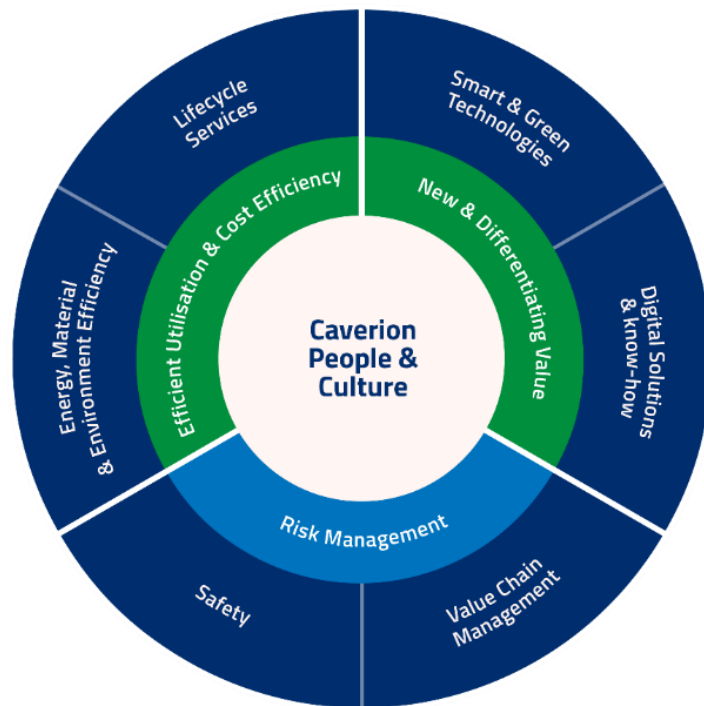 Lifecycle
Services
Smart & Green
Technologies
Efficient Utilisation & Cost Efficiency
New & Differentiating Value
Energy, Material
& Environment Efficiency
Caverion
People &
Culture
Digital Solutions
& know-how
Risk Management
Safety
Value Chain
Management